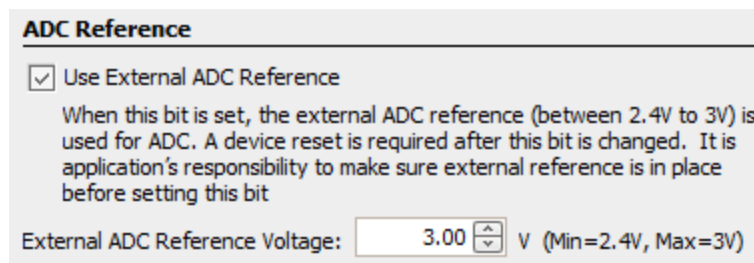 ADC Reference
Use External ADC Reference
When this bit is set, the external ADC reference (between 2.4V to 3V) is
used for ADC. A device reset is required after this bit is changed.  It is
application's responsibility to make sure external reference is in place
before setting this bit
External ADC Reference Voltage: 3.00 V (Min=2.4V, Max=3V)